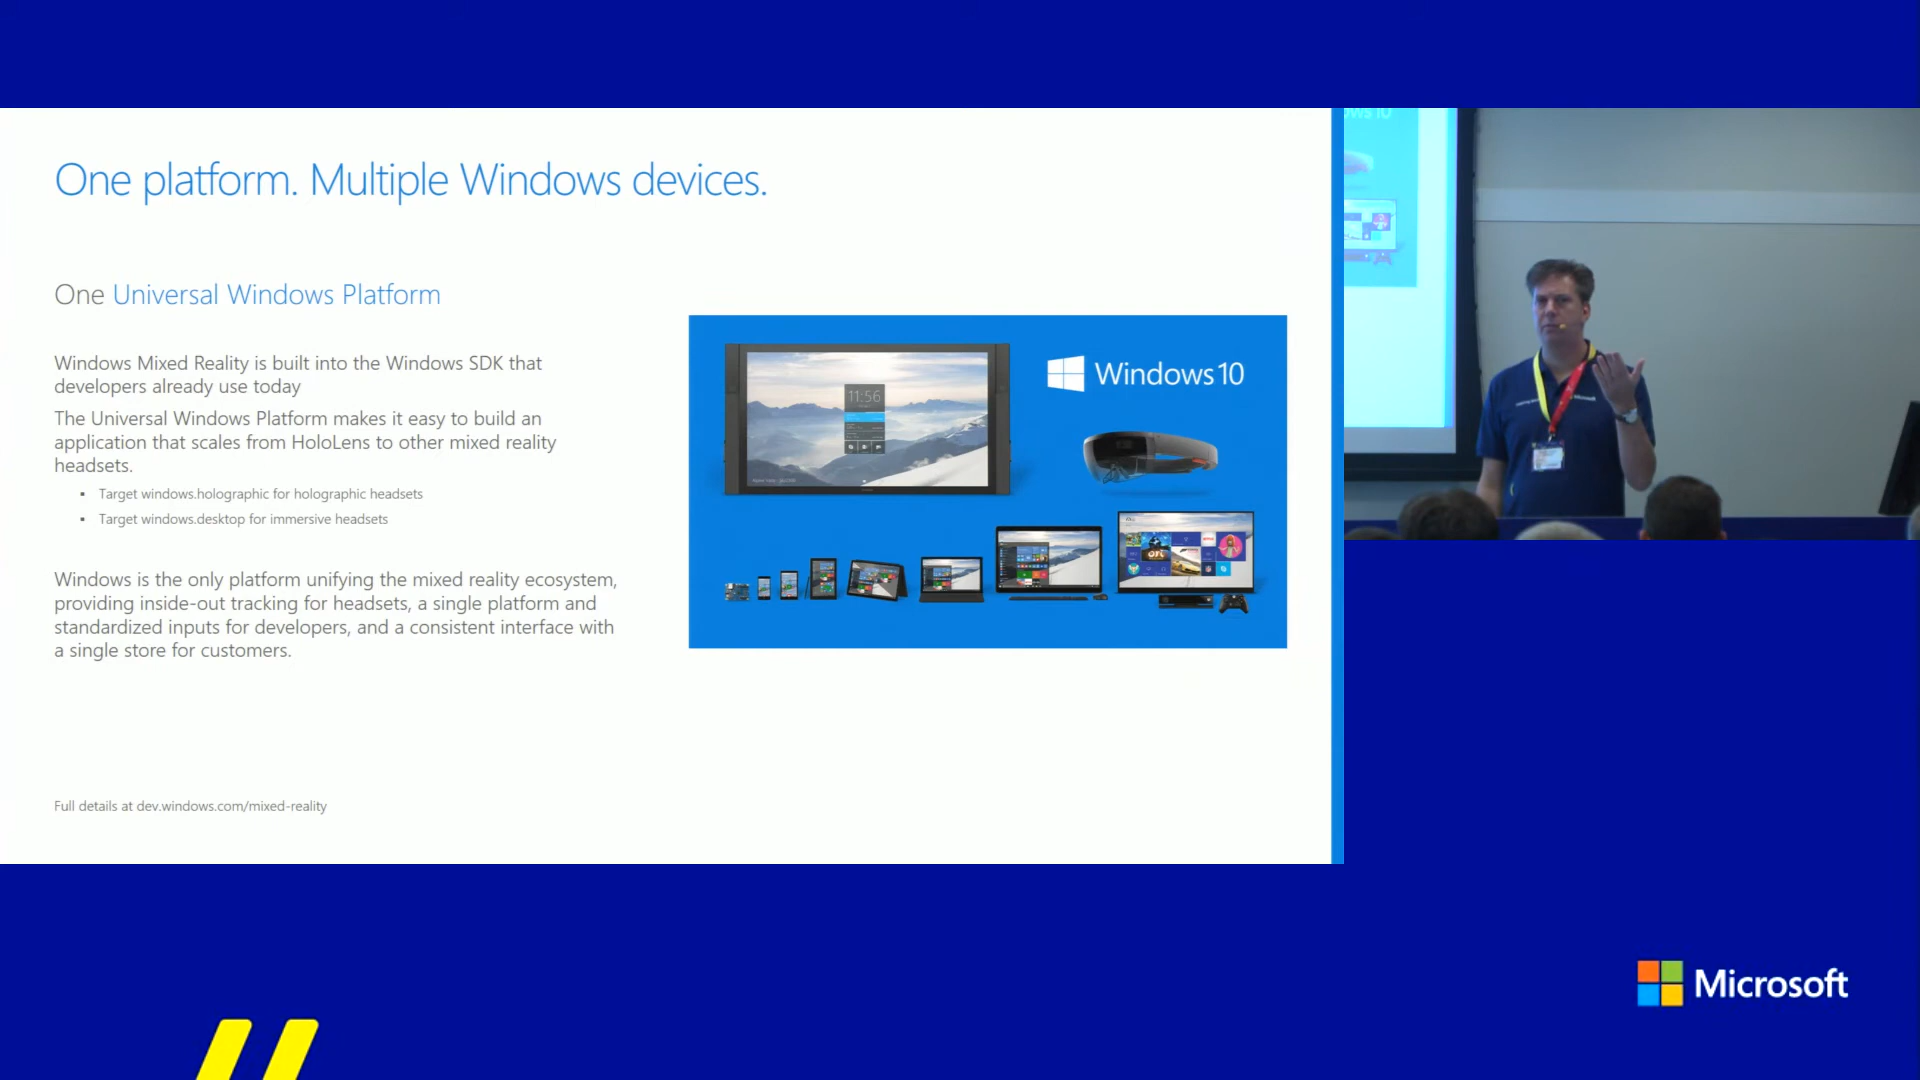 One platform. Multiple Windows devices.
One Universal Windows Platform
Windows Mixed Reality is built into the Windows SDK that
developers already use today
The Universal Windows Platform makes it easy to build an
application that scales from HoloLens to other mixed reality
headsets.
▪ Target windows.holographic for holographic headsets
▪ Target windows.desktop for immersive headsets
Windows is the only platform unifying the mixed reality ecosystem,
providing inside-out tracking for headsets, a single platform and
standardized inputs for developers, and a consistent interface with
a single store for customers.
Full details at dev.windows.com/mixed-reality
11:56
Windows 10
Microsoft